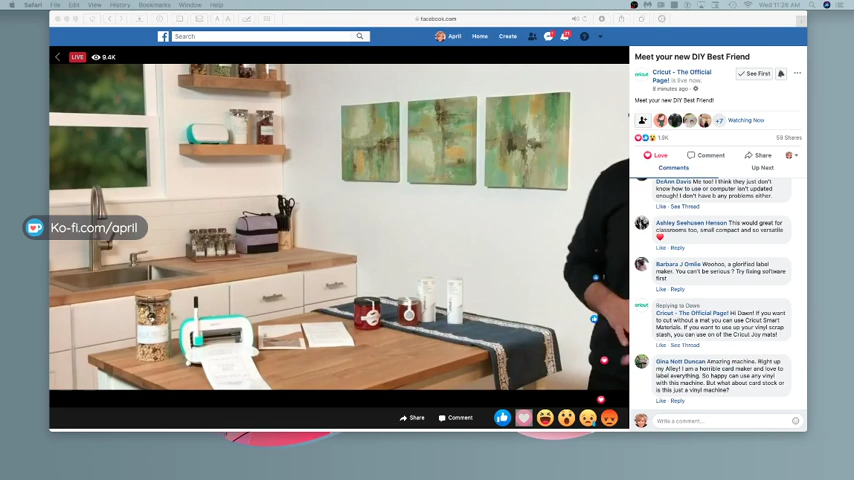 Safari File Edit View History Bookmarks Window Help
Wed 11:26 AM
facebook.com
Search
April Home Create
LIVE 9.4K
Meet your new DIY Best Friend
Cricut - The Official
Page! is live now.
See First
8 minutes ago
Meet your new DIY Best Friend!
+7 Watching Now
1.9K
58 Shares
Love Comment Share
Comments Up Next
DeAnn Davis Me too! I think they just don't
know how to use or computer isn't updated
enough! I don't have b any problems either.
Like · See Thread
Ashley Seehusen Henson This would great for
classrooms too, small compact and so versatile
Like · Reply
Barbara J Omlie Woohoo, a glorified label
maker. You can't be serious ? Try fixing software
first
Like · Reply
Replying to Dawn
Cricut - The Official Page! Hi Dawn! If you want
to cut without a mat you can use Cricut Smart
Materials. If you want to use up your vinyl scrap
slush, you can use on of the Cricut Joy mats!
Like · See Thread
Gina Nott Duncan Amazing machine. Right up
my Alley! I am a horrible card maker and love to
label everything. So happy can use any vinyl
with this machine. But what about card stock or
is this just a vinyl machine?
Like · Reply
Write a comment...
Share Comment
Ko-fi.com/april